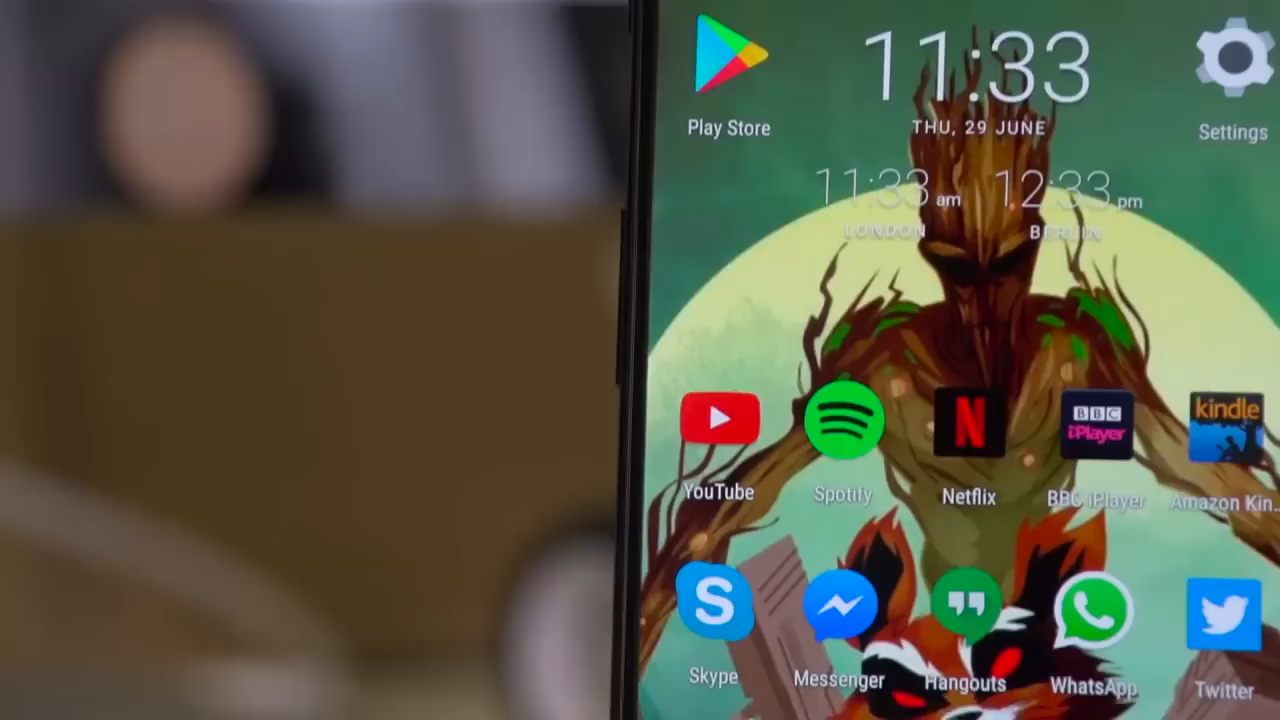 11:33
THU, 29 JUNE
Play Store
Settings
11:33 am
12:33 pm
LONDON
BERLIN
BBC
iPlayer
kindle
YouTube
Spotify
Netflix
BBC iPlayer
Amazon Kin...
Skype
Messenger
Hangouts
WhatsApp
Twitter